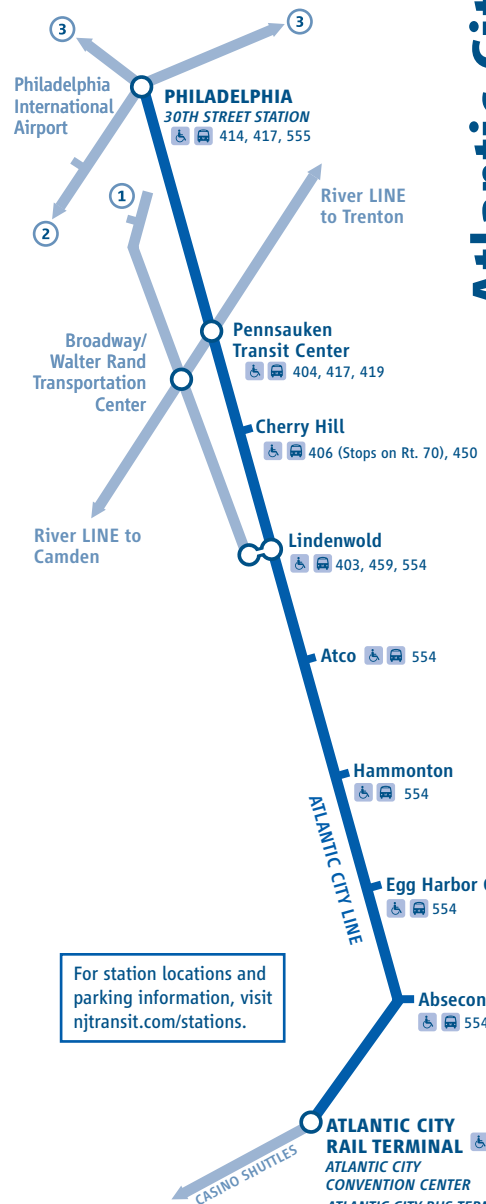 3
3
Philadelphia
International
Airport
PHILADELPHIA
30TH STREET STATION
414, 417, 555
1
2
River LINE
to Trenton
Broadway/
Walter Rand
Transportation
Center
Pennsauken
Transit Center
404, 417, 419
Cherry Hill
406 (Stops on Rt. 70), 450
River LINE to
Camden
Lindenwold
403, 459, 554
Atco 554
Hammonton
554
ATLANTIC CITY LINE
Egg Harbor
554
For station locations and
parking information, visit
njtransit.com/stations.
Absecon
554
ATLANTIC CITY
RAIL TERMINAL
ATLANTIC CITY
CONVENTION CENTER
CASINO SHUTTLES
Atlantic